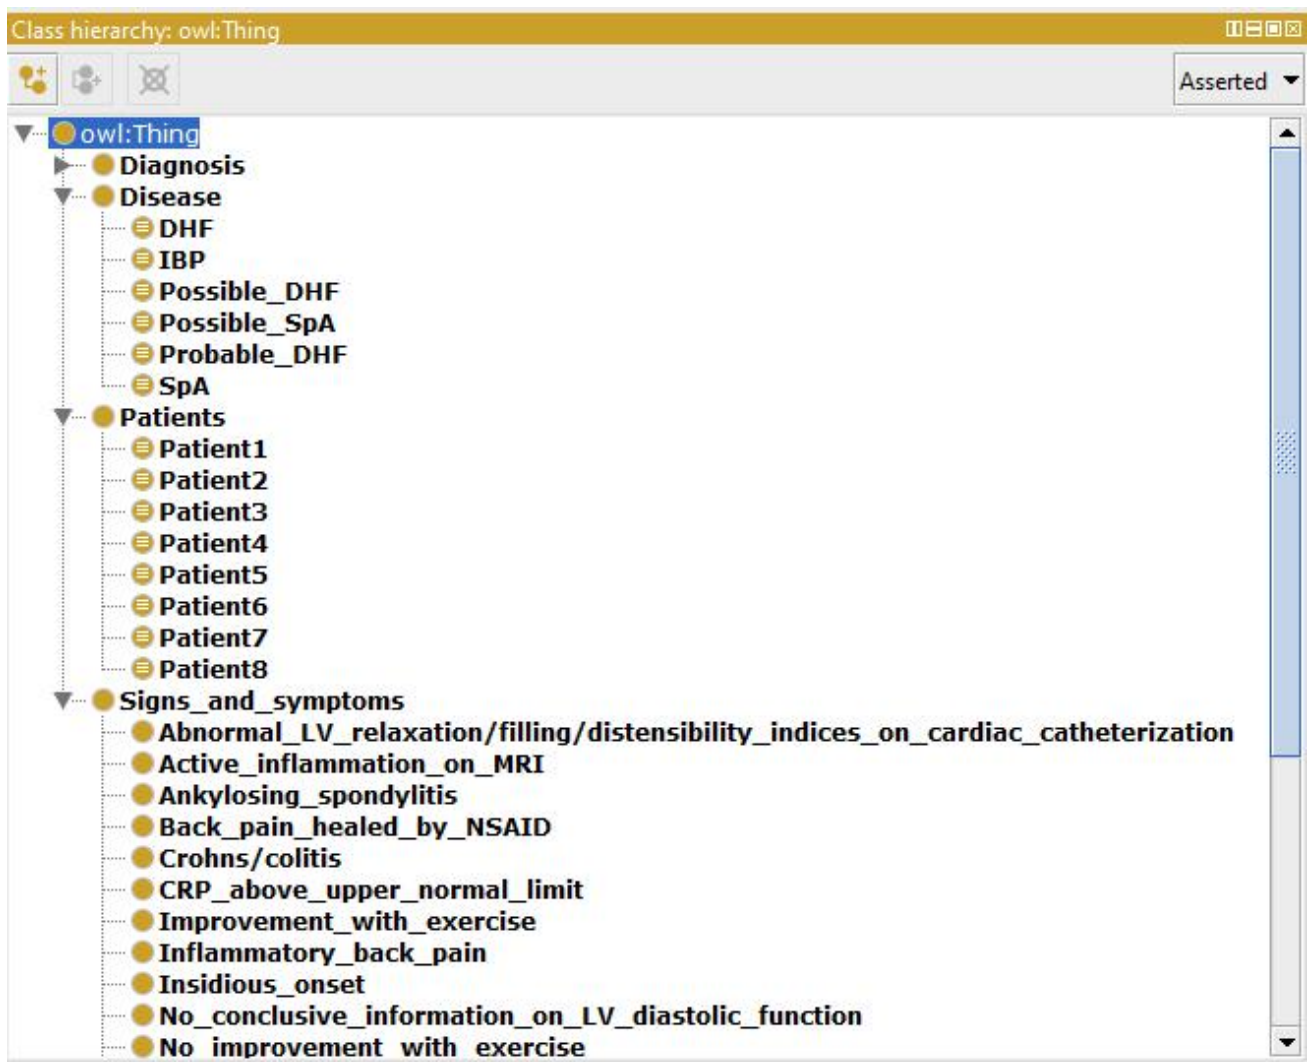 Class hierarchy: owl:Thing
Asserted
owl:Thing
Diagnosis
Disease
DHF
IBP
Possible_DHF
Possible_SpA
Probable_DHF
SpA
Patients
Patient1
Patient2
Patient3
Patient4
Patient5
Patient6
Patient7
Patient8
Signs_and_symptoms
Abnormal_LV_relaxation/filling/distensibility_indices_on_cardiac_catheterization
Active_inflammation_on_MRI
Ankylosing_spondylitis
Back_pain_healed_by_NSAID
Crohns/colitis
CRP_above_upper_normal_limit
Improvement_with_exercise
Inflammatory_back_pain
Insidious_onset
No_conclusive_information_on_LV_diastolic_function
No_improvement_with_exercise